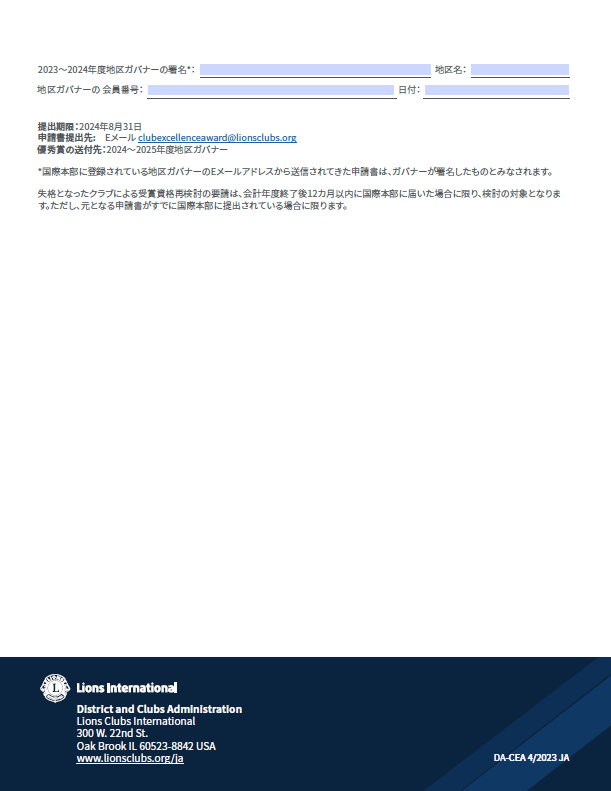 2023～2024年度地区ガバナーの署名*： 地区名：
地区ガバナーの 会員番号： 日付：
提出期限：2024年8月31日
申請書提出先： Eメール clubexcellenceaward@lionsclubs.org
優秀賞の送付先：2024～2025年度地区ガバナー
*国際本部に登録されている地区ガバナーのEメールアドレスから送信されてきた申請書は、ガバナーが署名したものとみなされます。
失格となったクラブによる受賞資格再検討の要請は、会計年度終了後12カ月以内に国際本部に届いた場合に限り、検討の対象となりま
す。ただし、元となる申請書がすでに国際本部に提出されている場合に限ります。
L
Lions International
District and Clubs Administration
Lions Clubs International
300 W. 22nd St.
Oak Brook IL 60523-8842 USA
www.lionsclubs.org/ja
DA-CEA 4/2023 JA